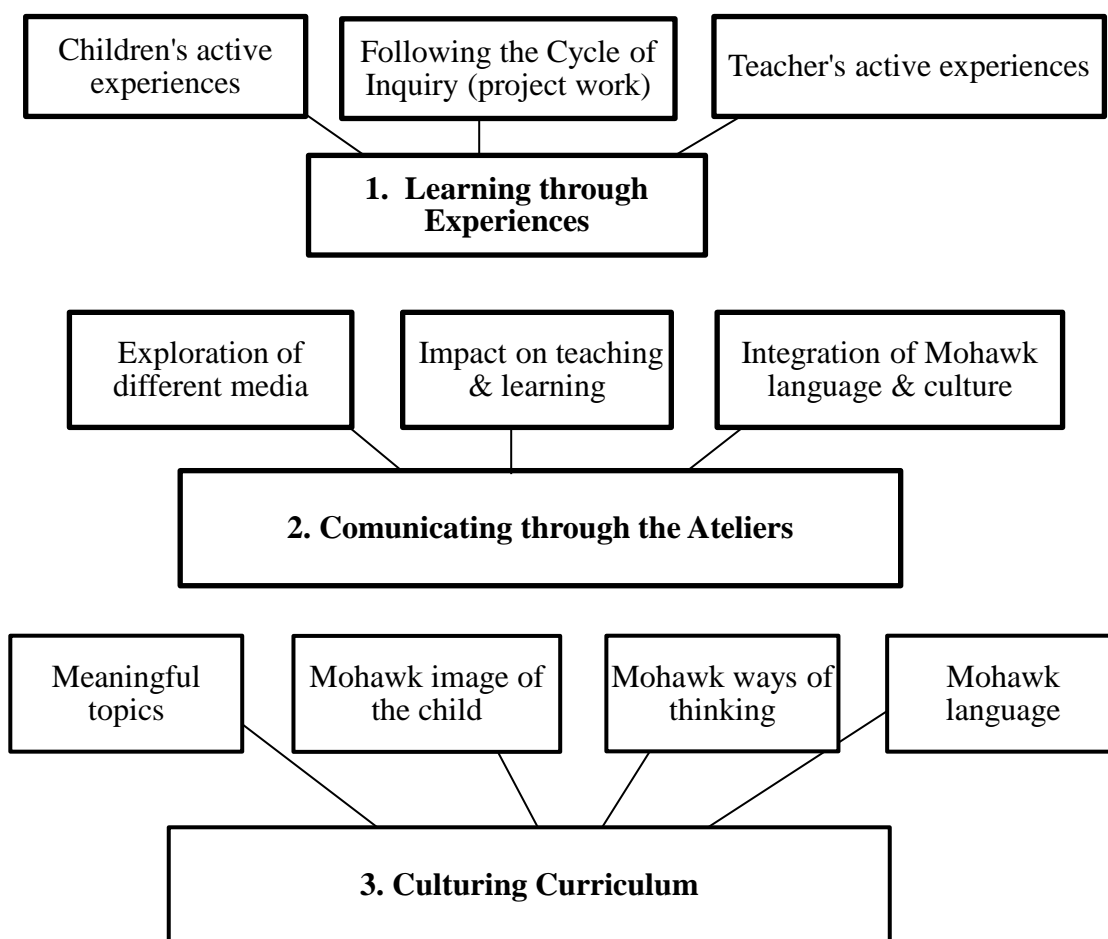 Children's active
experiences
Following the Cycle of
Inquiry (project work)
Teacher's active experiences
1. Learning through
Experiences
Exploration of
different media
Impact on teaching
& learning
Integration of Mohawk
language & culture
2. Comunicating through the Ateliers
Meaningful
topics
Mohawk image of
the child
Mohawk ways of
thinking
Mohawk
language
3. Culturing Curriculum